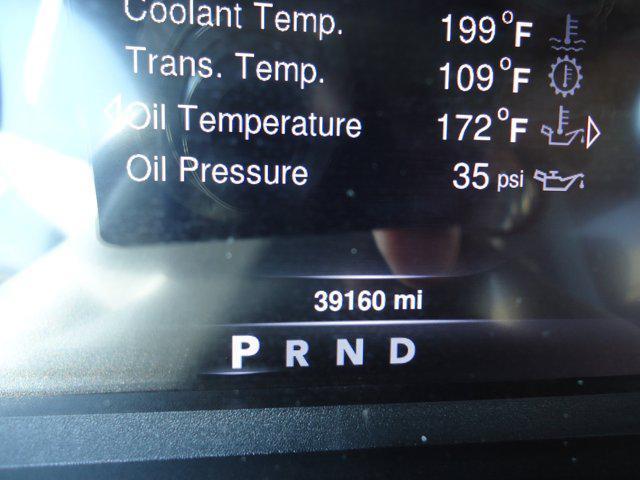 Coolant Temp. 199°F
Trans. Temp. 109°F
Oil Temperature 172°F
Oil Pressure 35 psi
39160 mi
P R N D